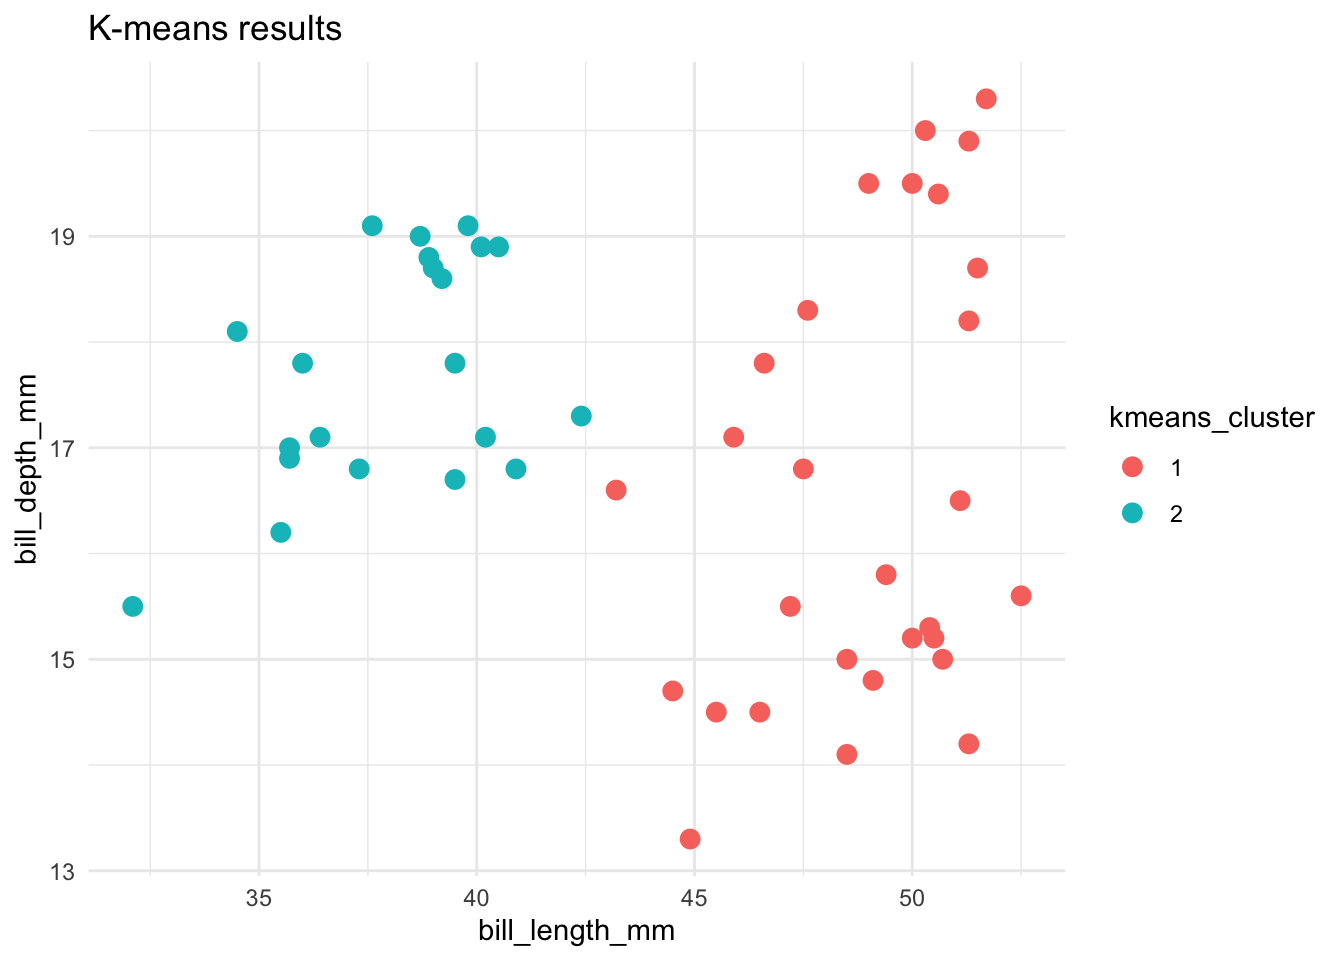 K-means results
bill_depth_mm
19
17
15
13
35
40
45
50
bill_length_mm
kmeans_cluster
1
2